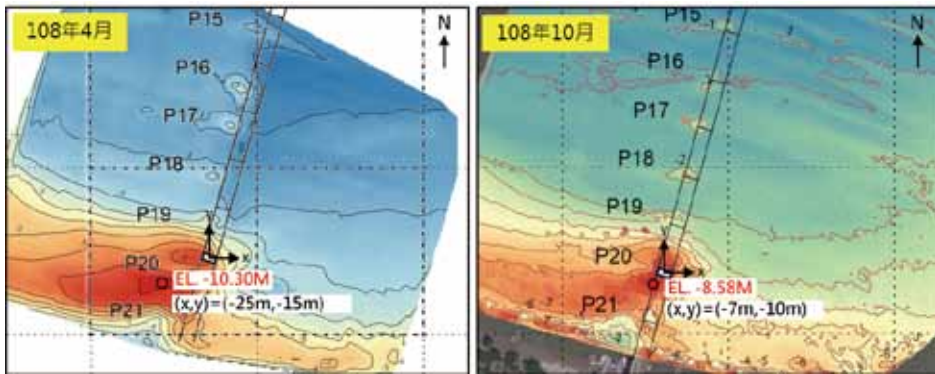 108年4月
N
P15
P16
P17
P18
P19
y
x
P20
EL. -10.30M
(x,y)=(-25m,-15m)
P21
108年10月
N
P15
P16
P17
P18
P19
P20
x
EL. -8.58M
(x,y)=(-7m,-10m)
P21